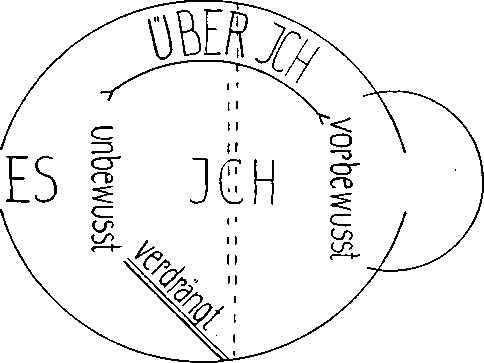 ÜBER JCH
ES
unbewusst
JCH
vorbewusst
verdrängt